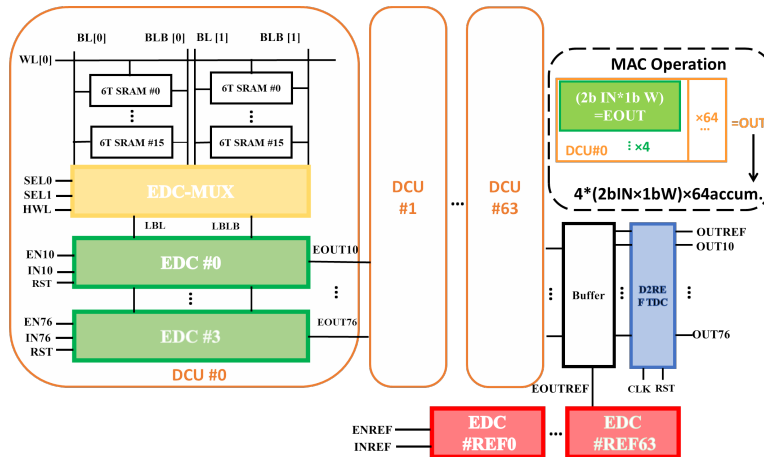 BL[0] BLB [0] BL [1] BLB [1]
WL[0]
6T SRAM #0 6T SRAM #0
6T SRAM #15 6T SRAM #15
SEL0
SEL1
HWL
EDC-MUX
LBL LBLB
EN10
IN10
RST
EDC #0
EOUT10
EN76
IN76
RST
EDC #3
EOUT76
DCU #0
DCU
#1
...
DCU
#63
MAC Operation
(2b IN*1b W)
=EOUT
×4
DCU#0
×64
...
=OUT
4*(2bIN×1bW)×64accum.
Buffer
D2RE
F TDC
OUTREF
OUT10
OUT76
CLK RST
EOUTREF
ENREF
INREF
EDC
#REF0
...
EDC
#REF63